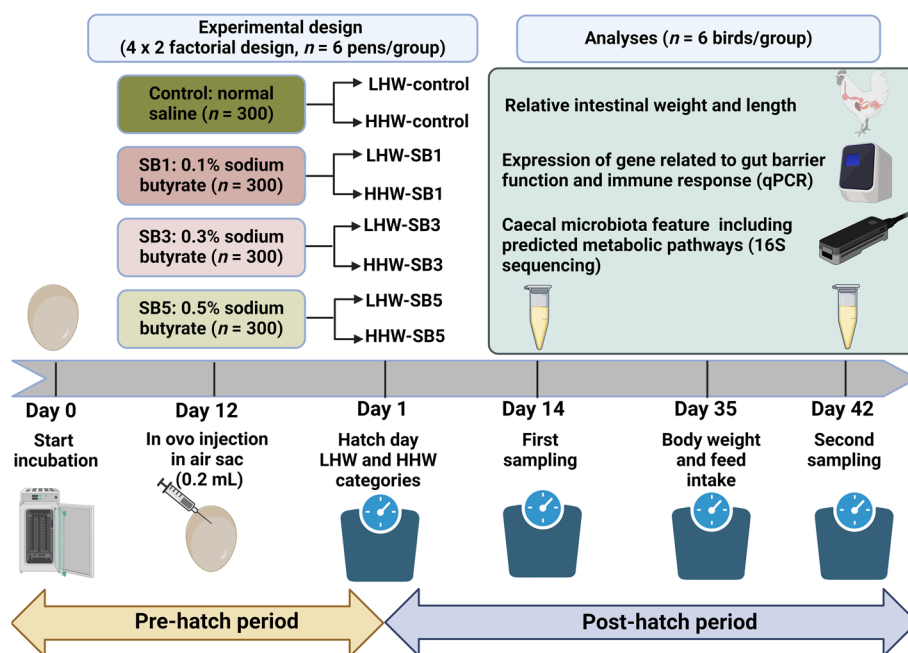 Experimental design
(4 x 2 factorial design, n = 6 pens/group)
Analyses (n = 6 birds/group)
Control: normal
saline (n = 300)
LHW-control
HHW-control
SB1: 0.1% sodium
butyrate (n = 300)
LHW-SB1
HHW-SB1
SB3: 0.3% sodium
butyrate (n = 300)
LHW-SB3
HHW-SB3
SB5: 0.5% sodium
butyrate (n = 300)
LHW-SB5
HHW-SB5
Relative intestinal weight and length
Expression of gene related to gut barrier
function and immune response (qPCR)
Caecal microbiota feature including
predicted metabolic pathways (16S
sequencing)
Day 0
Start
incubation
Day 12
In ovo injection
in air sac
(0.2 mL)
Day 1
Hatch day
LHW and HHW
categories
Day 14
First
sampling
Day 35
Body weight
and feed
intake
Day 42
Second
sampling
Pre-hatch period
Post-hatch period